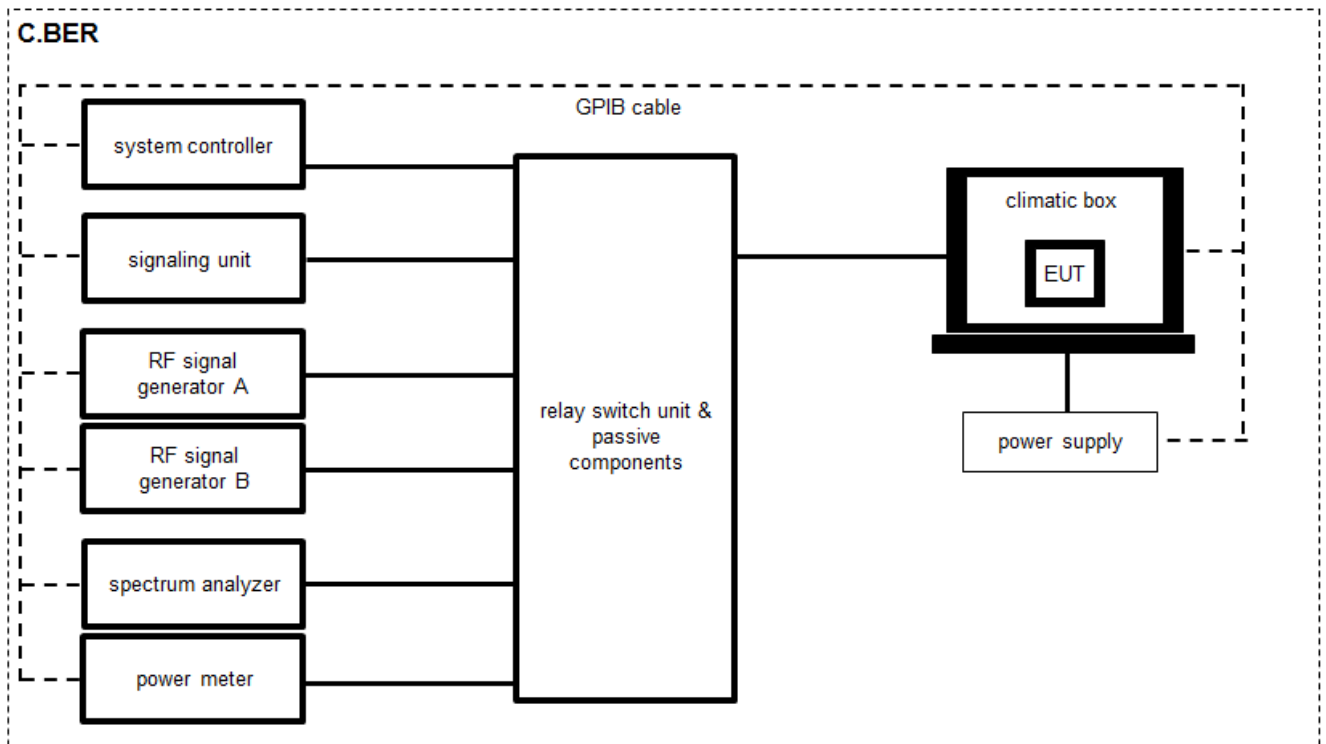 C.BER
GPIB cable
system controller
signaling unit
RF signal
generator A
RF signal
generator B
spectrum analyzer
power meter
relay switch unit &
passive
components
climatic box
EUT
power supply